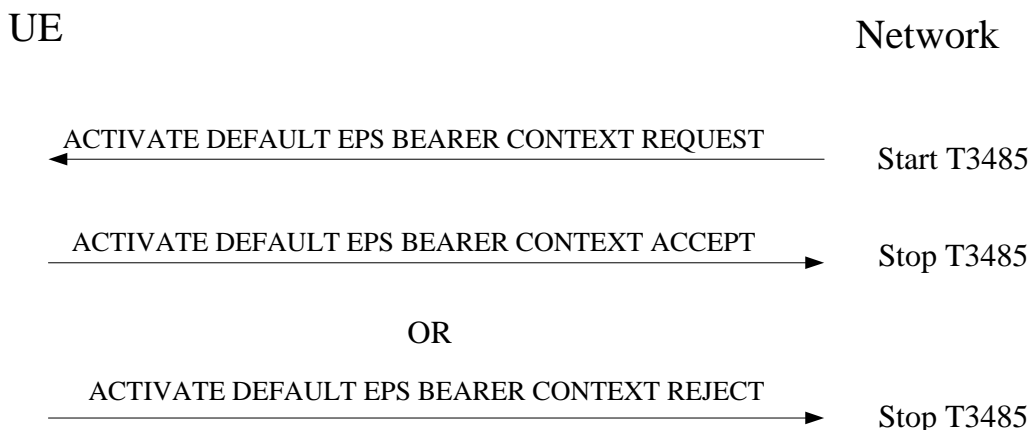 UE
Network
ACTIVATE DEFAULT EPS BEARER CONTEXT REQUEST
Start T3485
ACTIVATE DEFAULT EPS BEARER CONTEXT ACCEPT
Stop T3485
OR
ACTIVATE DEFAULT EPS BEARER CONTEXT REJECT
Stop T3485